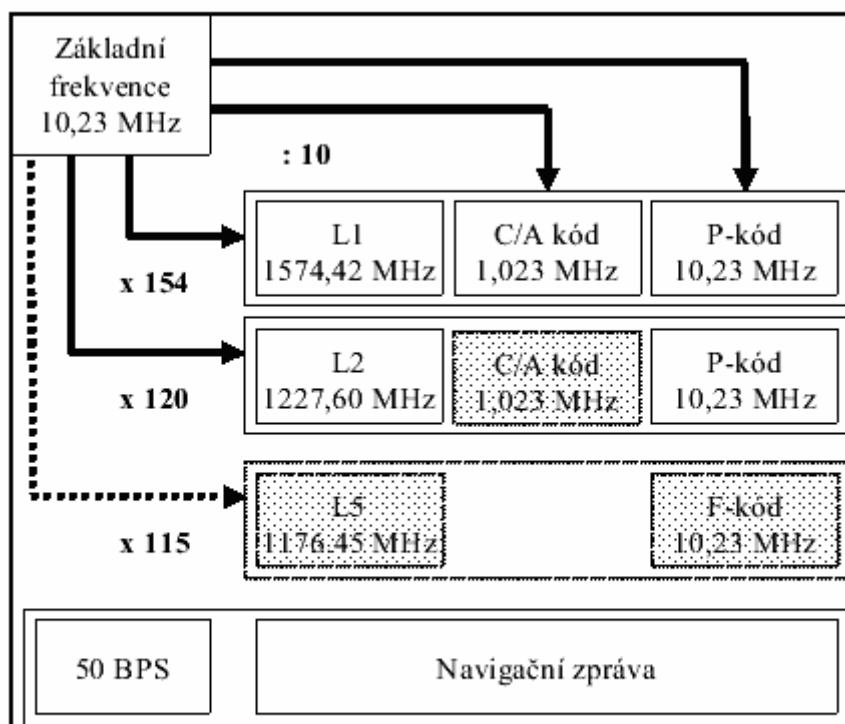 Základní
frekvence
10,23 MHz
: 10
L1
1574,42 MHz
C/A kód
1,023 MHz
P-kód
10,23 MHz
x 154
L2
1227,60 MHz
C/A kód
1,023 MHz
P-kód
10,23 MHz
x 120
L5
1176.45 MHz
F-kód
10,23 MHz
x 115
50 BPS
Navigační zpráva